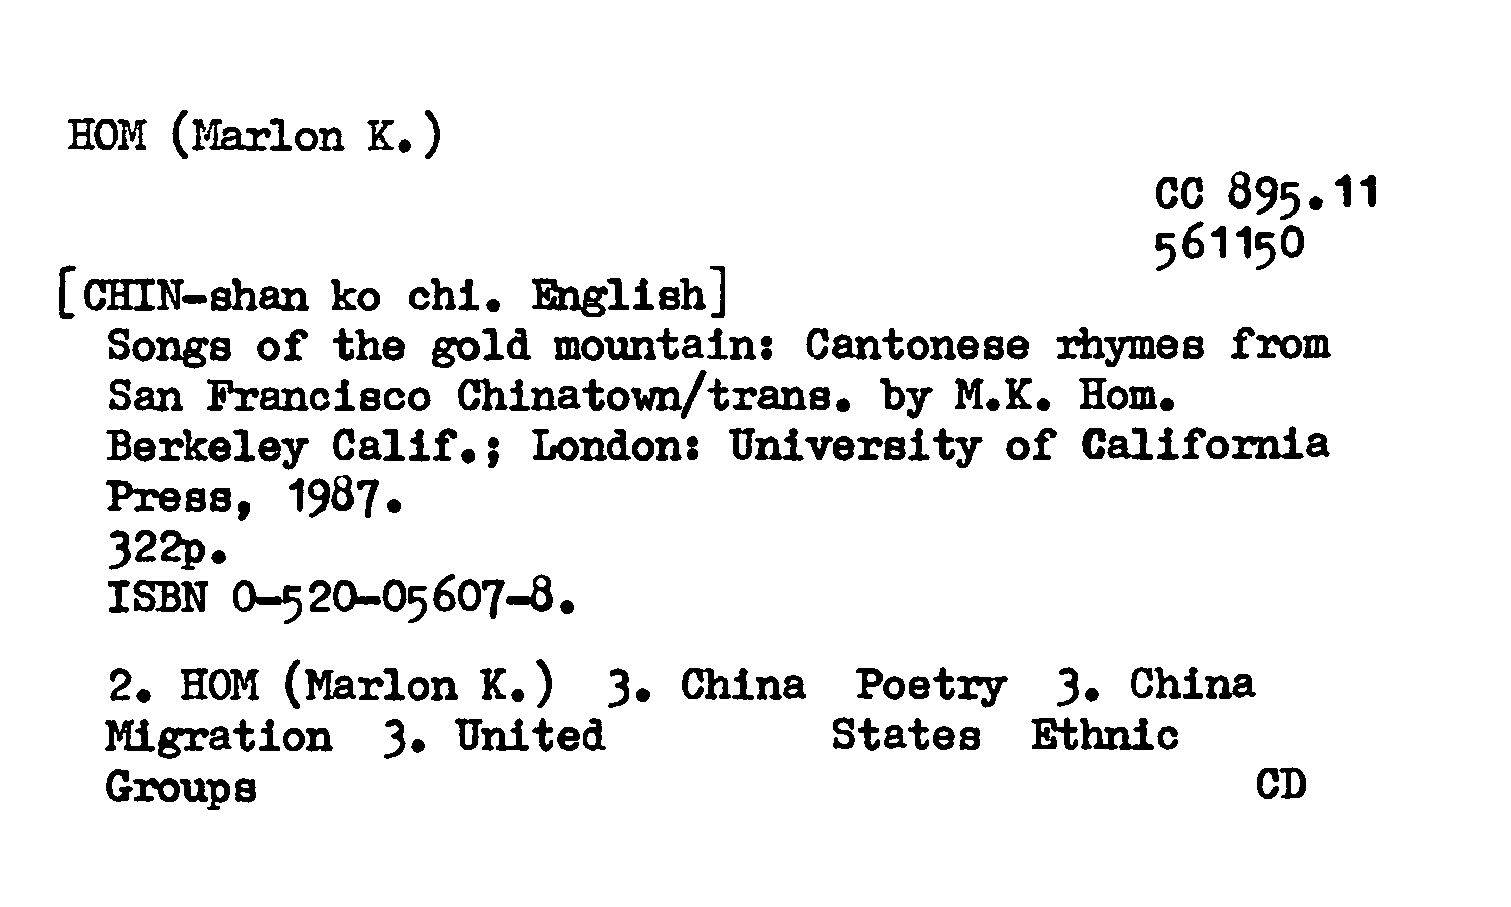 HOM (Marlon K.)
CC 895.11
561150
[CHIN-shan ko chi. English]
Songs of the gold mountain: Cantonese rhymes from
San Francisco Chinatown/trans. by M.K. Hom.
Berkeley Calif.; London: University of California
Press, 1987.
322p.
ISBN 0-520-05607-8.
2. HOM (Marlon K.) 3. China Poetry 3. China
Migration 3. United States Ethnic
Groups CD